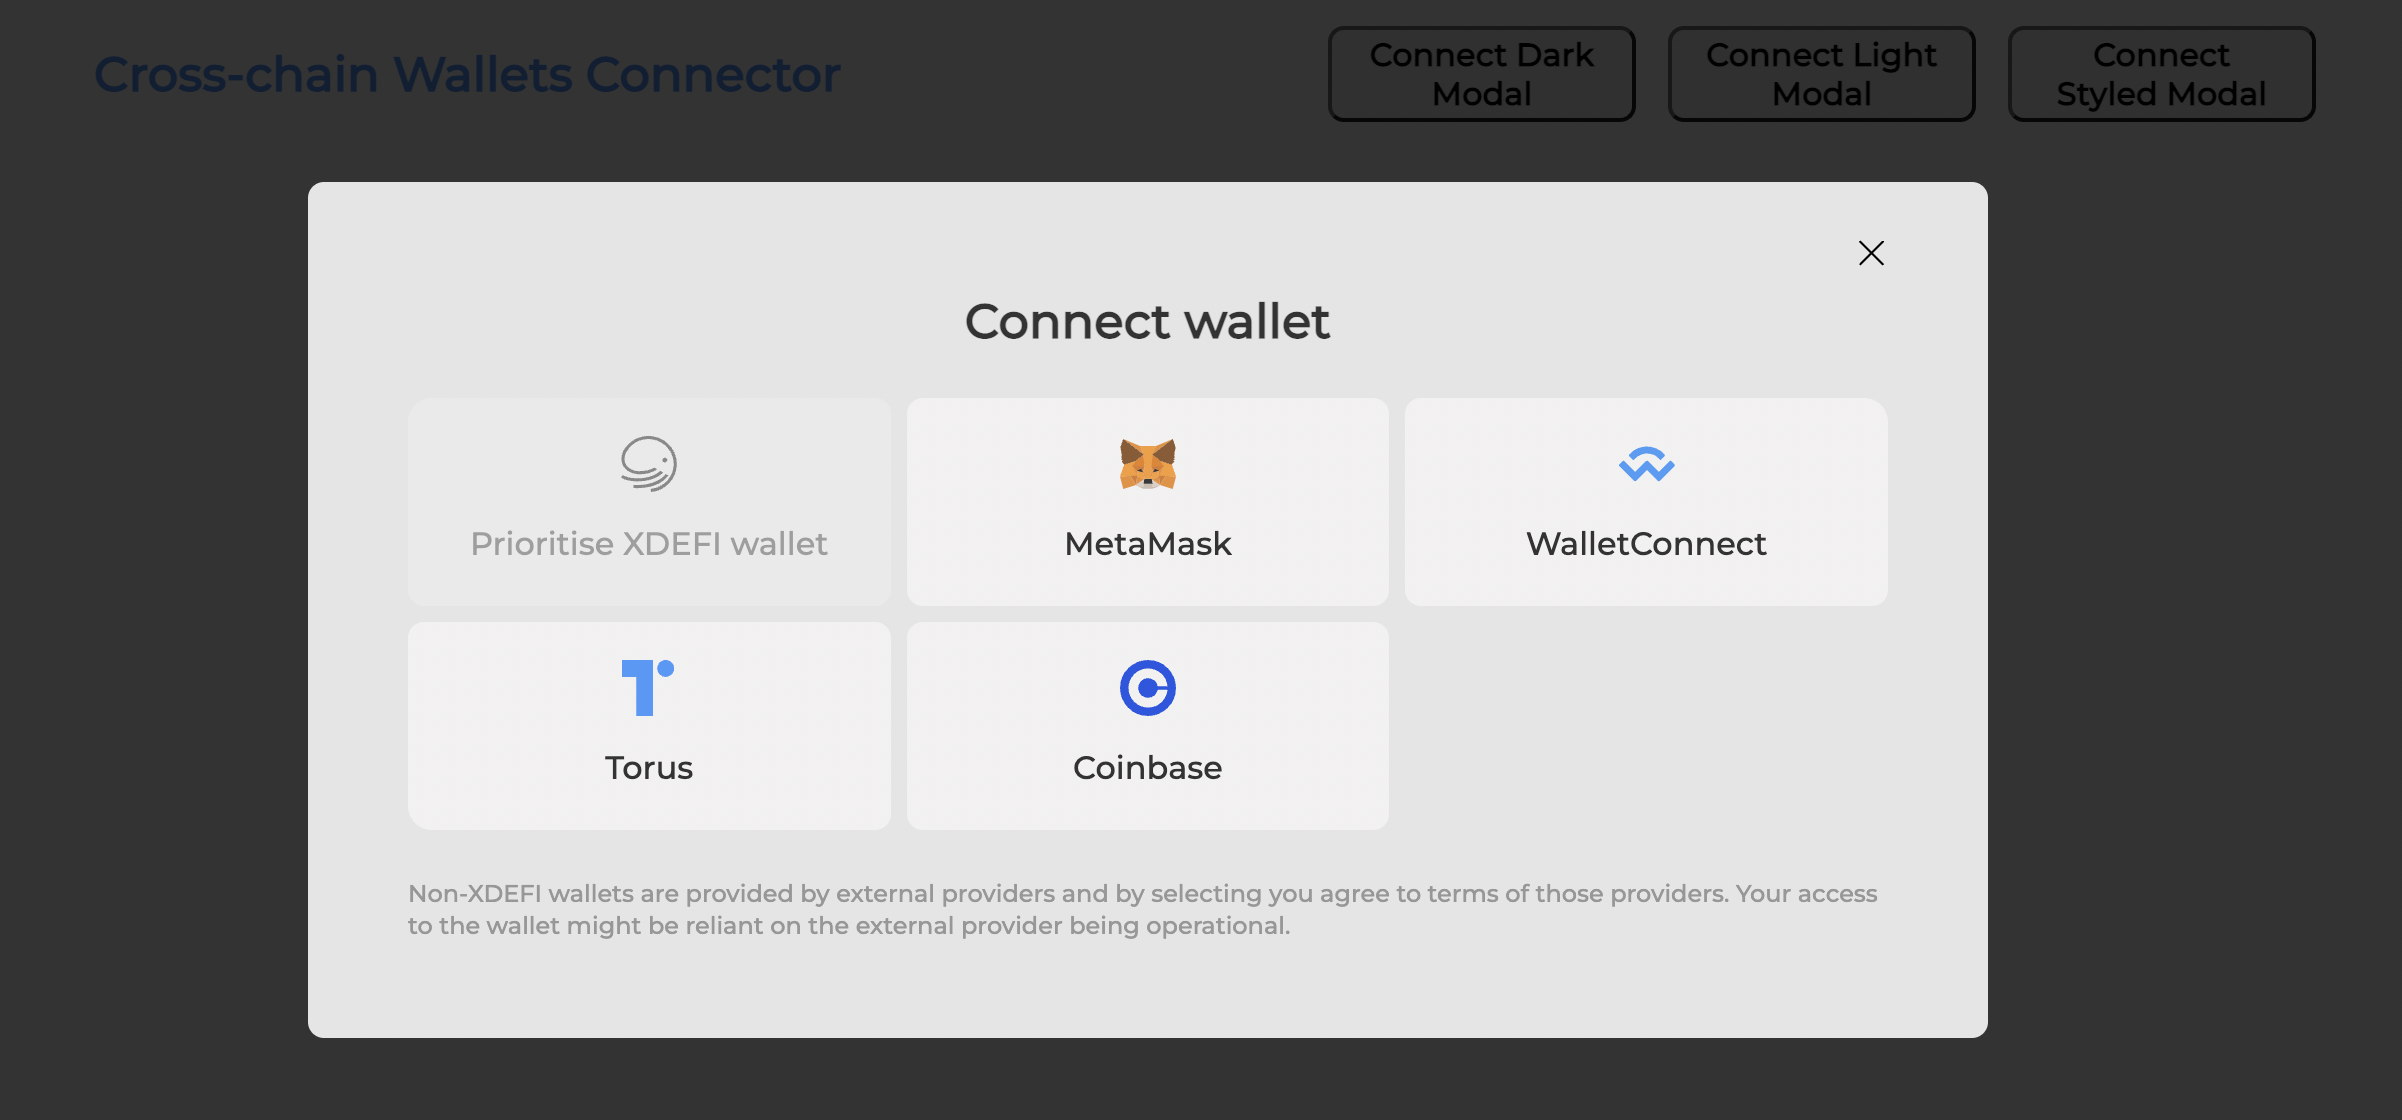 Cross-chain Wallets Connector
Connect Dark
Modal
Connect Light
Modal
Connect
Styled Modal
Connect wallet
Prioritise XDEFI wallet
MetaMask
WalletConnect
Torus
Coinbase
Non-XDEFI wallets are provided by external providers and by selecting you agree to terms of those providers. Your access
to the wallet might be reliant on the external provider being operational.